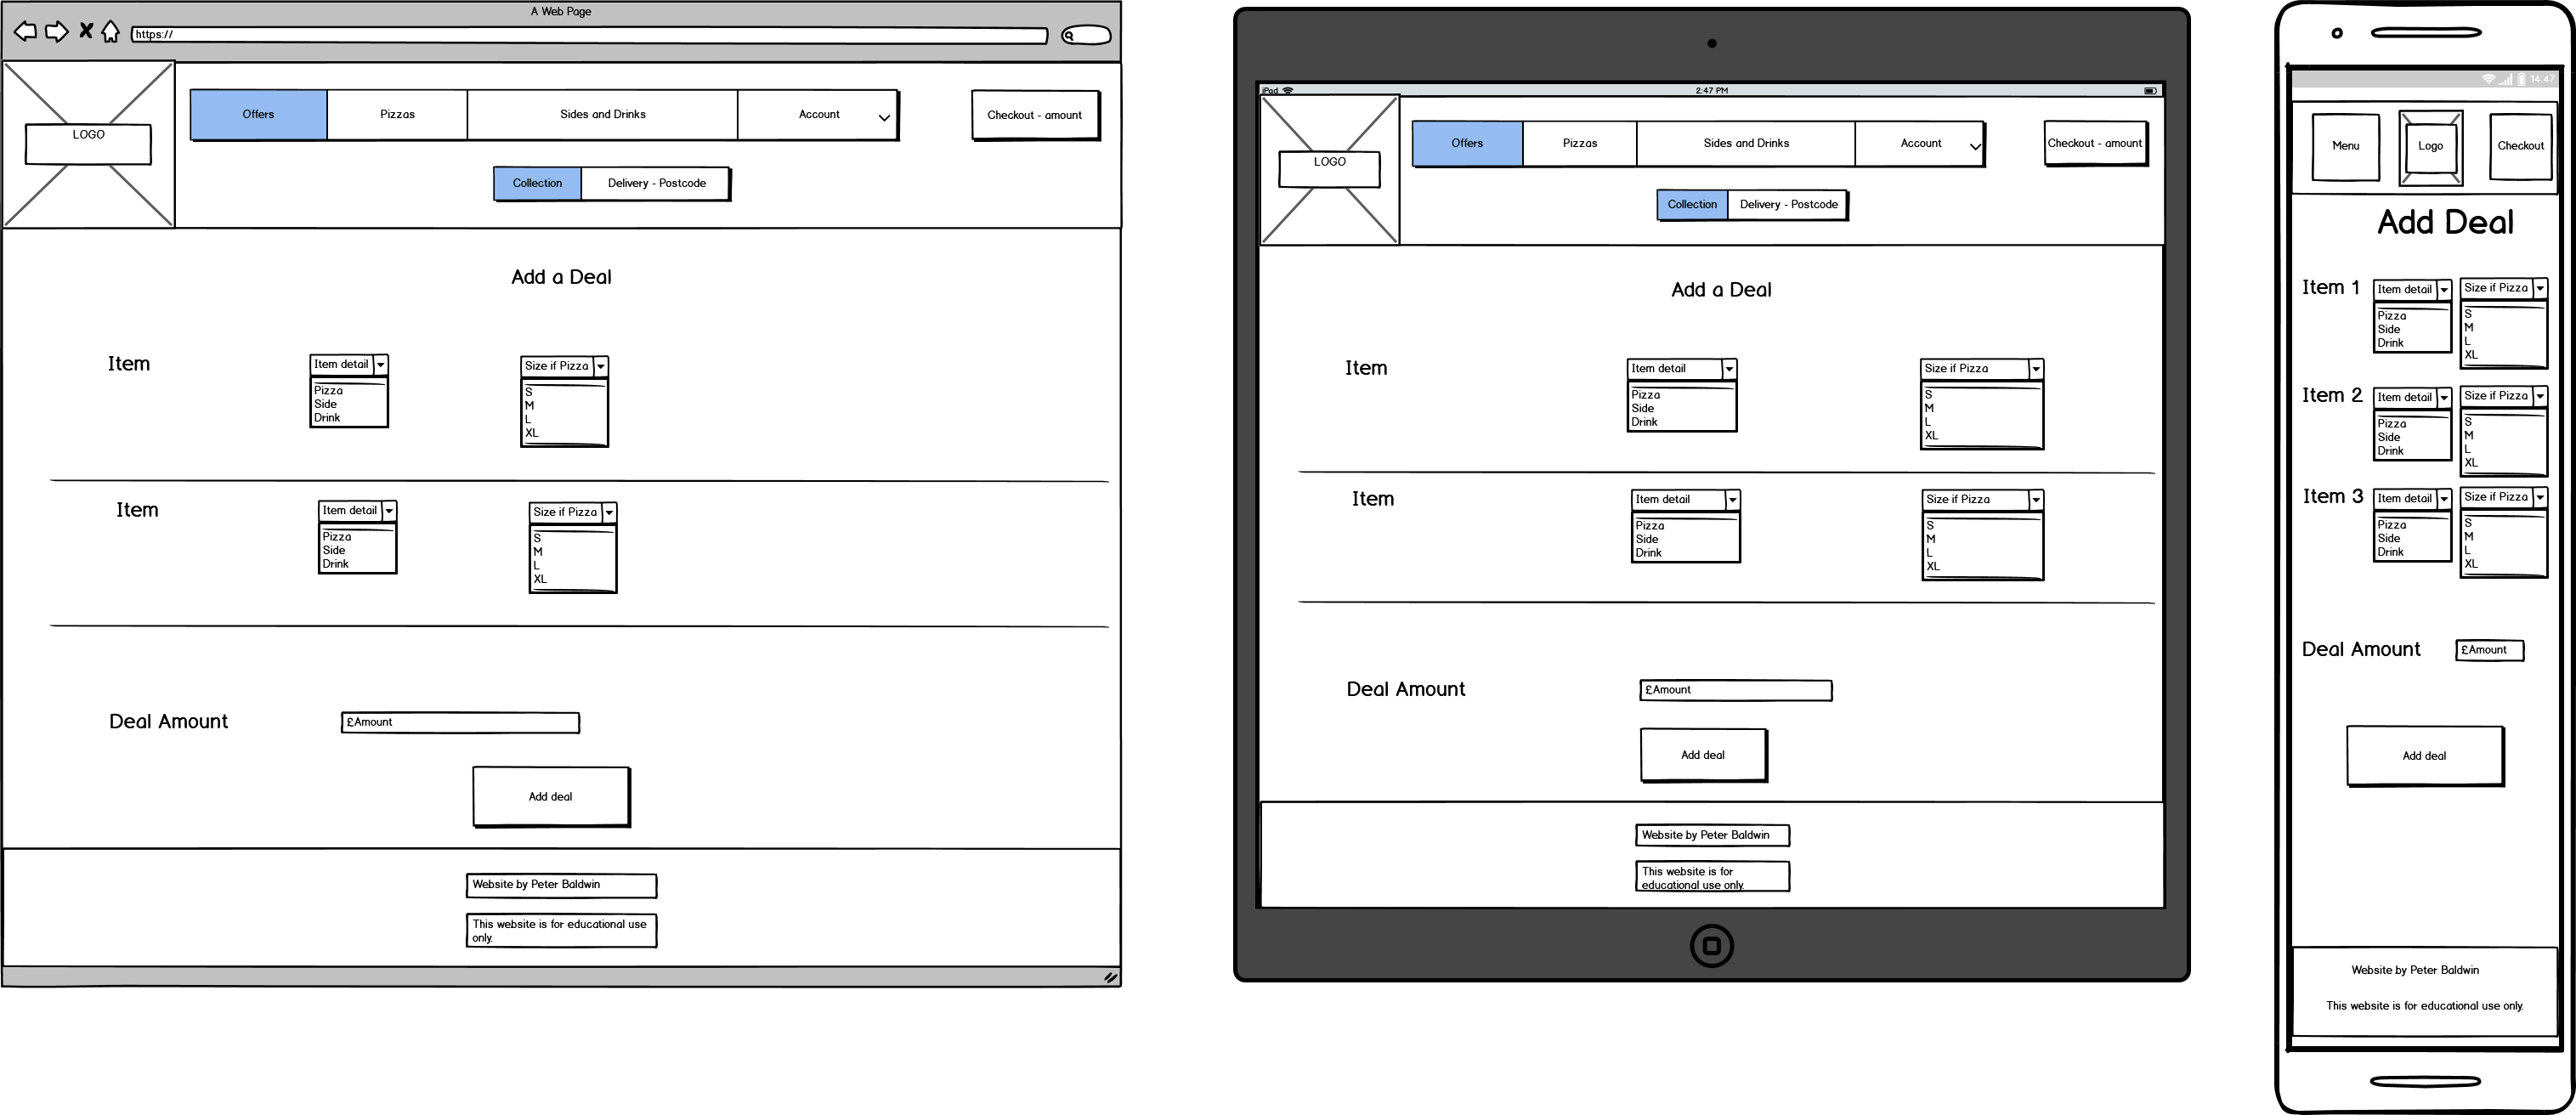 A Web Page
https://
LOGO
Offers
Pizzas
Sides and Drinks
Account
Checkout - amount
Collection
Delivery - Postcode
Add a Deal
Item
Item detail
Pizza
Side
Drink
Size if Pizza
S
M
L
XL
Item
Item detail
Pizza
Side
Drink
Size if Pizza
S
M
L
XL
Deal Amount
£Amount
Add deal
Website by Peter Baldwin
This website is for educational use
only.
iPad
2:47 PM
LOGO
Offers
Pizzas
Sides and Drinks
Account
Checkout - amount
Collection
Delivery - Postcode
Add a Deal
Item
Item detail
Pizza
Side
Drink
Size if Pizza
S
M
L
XL
Item
Item detail
Pizza
Side
Drink
Size if Pizza
S
M
L
XL
Deal Amount
£Amount
Add deal
Website by Peter Baldwin
This website is for
educational use only.
14:47
Menu
Logo
Checkout
Add Deal
Item 1
Item detail
Pizza
Side
Drink
Size if Pizza
S
M
L
XL
Item 2
Item detail
Pizza
Side
Drink
Size if Pizza
S
M
L
XL
Item 3
Item detail
Pizza
Side
Drink
Size if Pizza
S
M
L
XL
Deal Amount
£Amount
Add deal
Website by Peter Baldwin
This website is for educational use only.